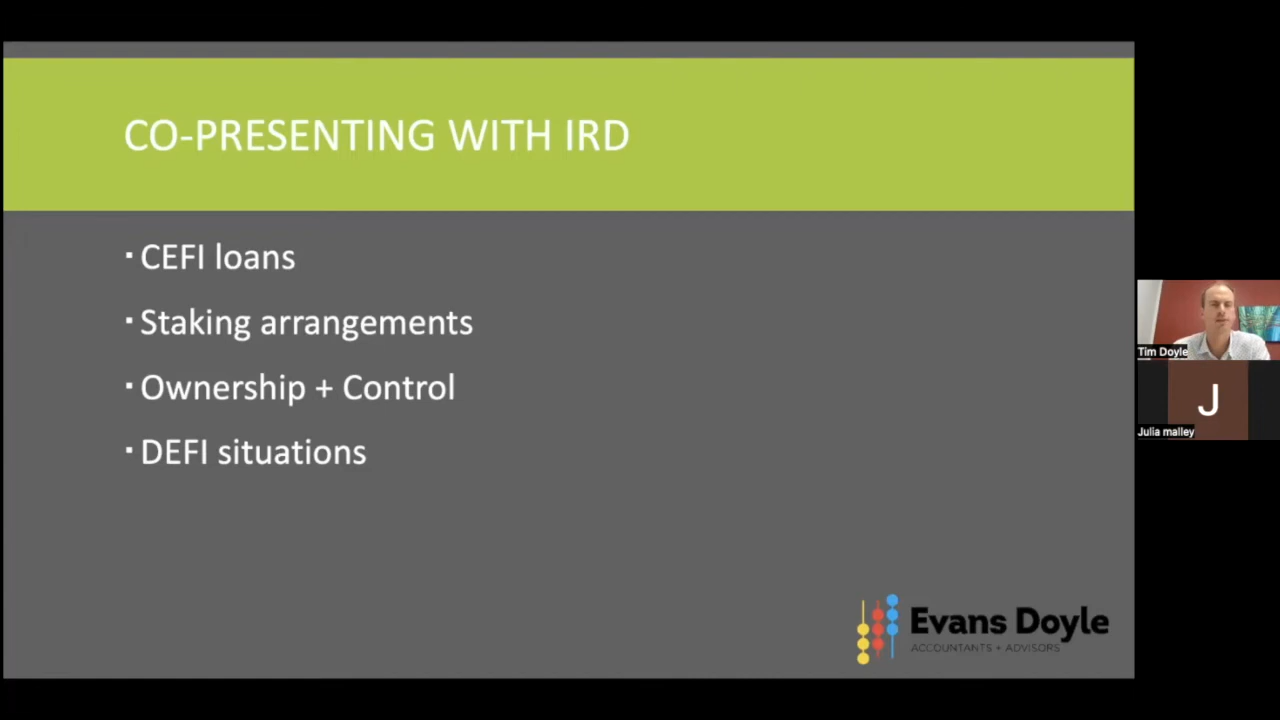 CO-PRESENTING WITH IRD
▪ CEFI loans
▪ Staking arrangements
▪ Ownership + Control
▪ DEFI situations
Evans Doyle
ACCOUNTANTS + ADVISORS
Tim Doyle
J
Julia malley